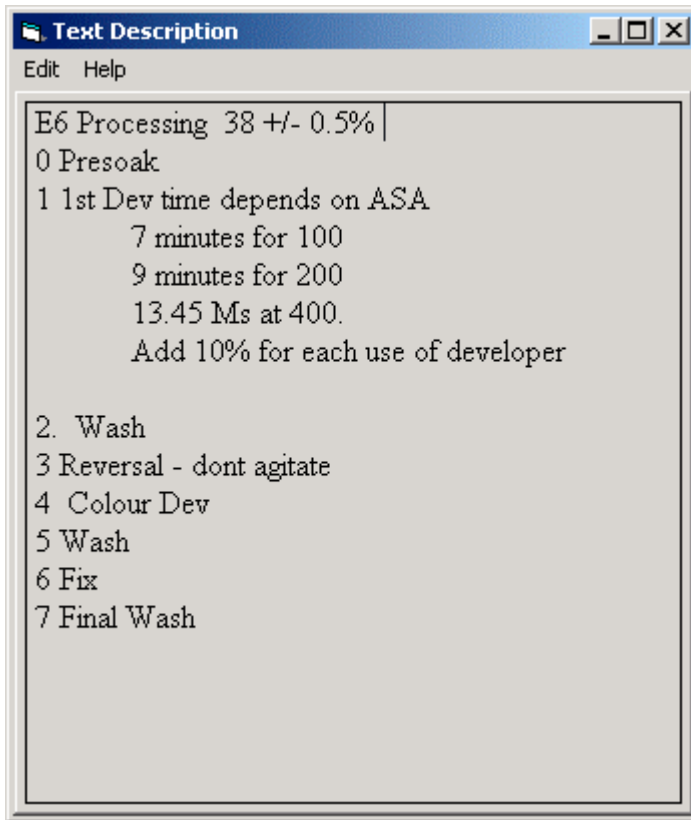 Text Description
Edit Help
E6 Processing 38 +/- 0.5%
0 Presoak
1 1st Dev time depends on ASA
7 minutes for 100
9 minutes for 200
13.45 Ms at 400.
Add 10% for each use of developer
2. Wash
3 Reversal - dont agitate
4 Colour Dev
5 Wash
6 Fix
7 Final Wash